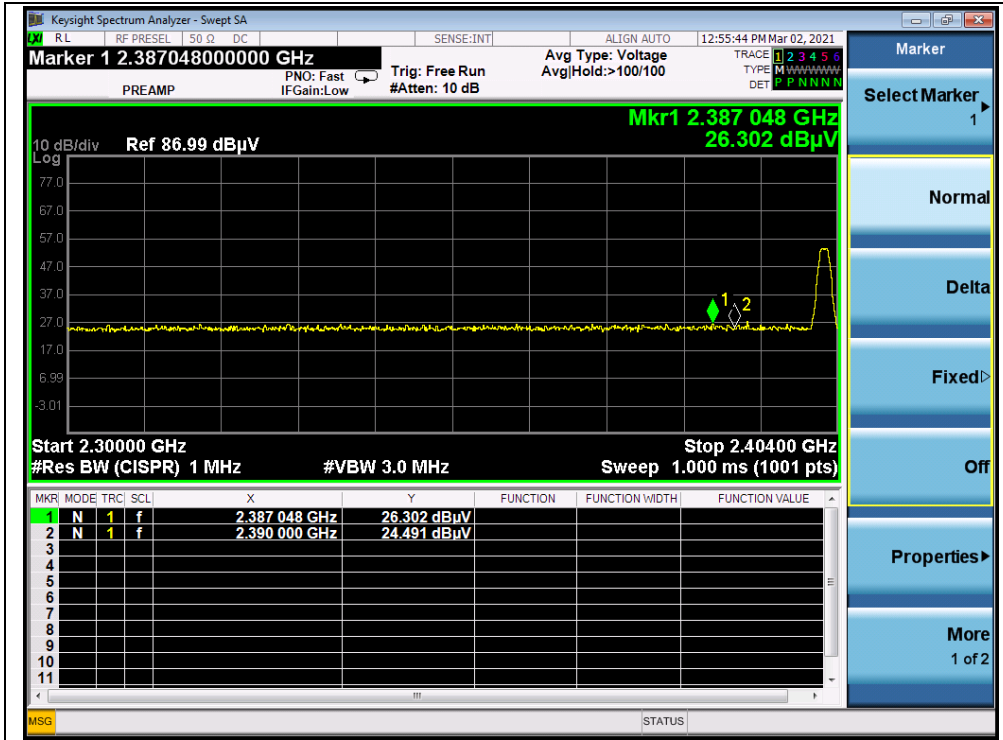 Keysight Spectrum Analyzer - Swept SA
LXI RL RF PRESEL 50 Ω DC SENSE:INT ALIGN AUTO 12:55:44 PM Mar 02, 2021
Marker 1 2.387048000000 GHz
PREAMP
PNO: Fast
IFGain:Low
Trig: Free Run
#Atten: 10 dB
Avg Type: Voltage
Avg|Hold:>100/100
TRACE 1 2 3 4 5 6
TYPE M W W W W W
DET P P N N N N
Mkr1 2.387 048 GHz
26.302 dBµV
10 dB/div Ref 86.99 dBµV
Log
77.0
67.0
57.0
47.0
37.0
27.0
17.0
6.99
-3.01
1
2
Start 2.30000 GHz Stop 2.40400 GHz
#Res BW (CISPR) 1 MHz #VBW 3.0 MHz Sweep 1.000 ms (1001 pts)
MKR MODE TRC SCL X Y FUNCTION FUNCTION WIDTH FUNCTION VALUE
1 N 1 f 2.387 048 GHz 26.302 dBµV
2 N 1 f 2.390 000 GHz 24.491 dBµV
3
4
5
6
7
8
9
10
11
MSG STATUS
Marker
Select Marker
1
Normal
Delta
Fixed
Off
Properties
More
1 of 2